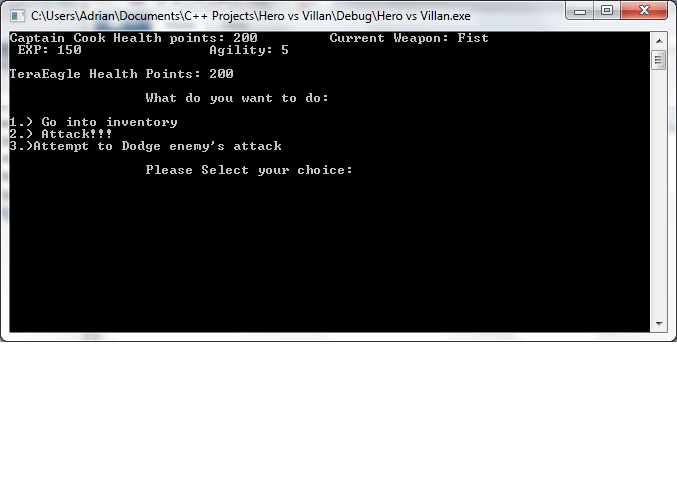 C:\Users\Adrian\Documents\C++ Projects\Hero vs Villan\Debug\Hero vs Villan.exe
Captain Cook Health points: 200 Current Weapon: Fist
EXP: 150 Agility: 5
TeraEagle Health Points: 200
What do you want to do:
1.) Go into inventory
2.) Attack!!!
3.)Attempt to Dodge enemy's attack
Please Select your choice: